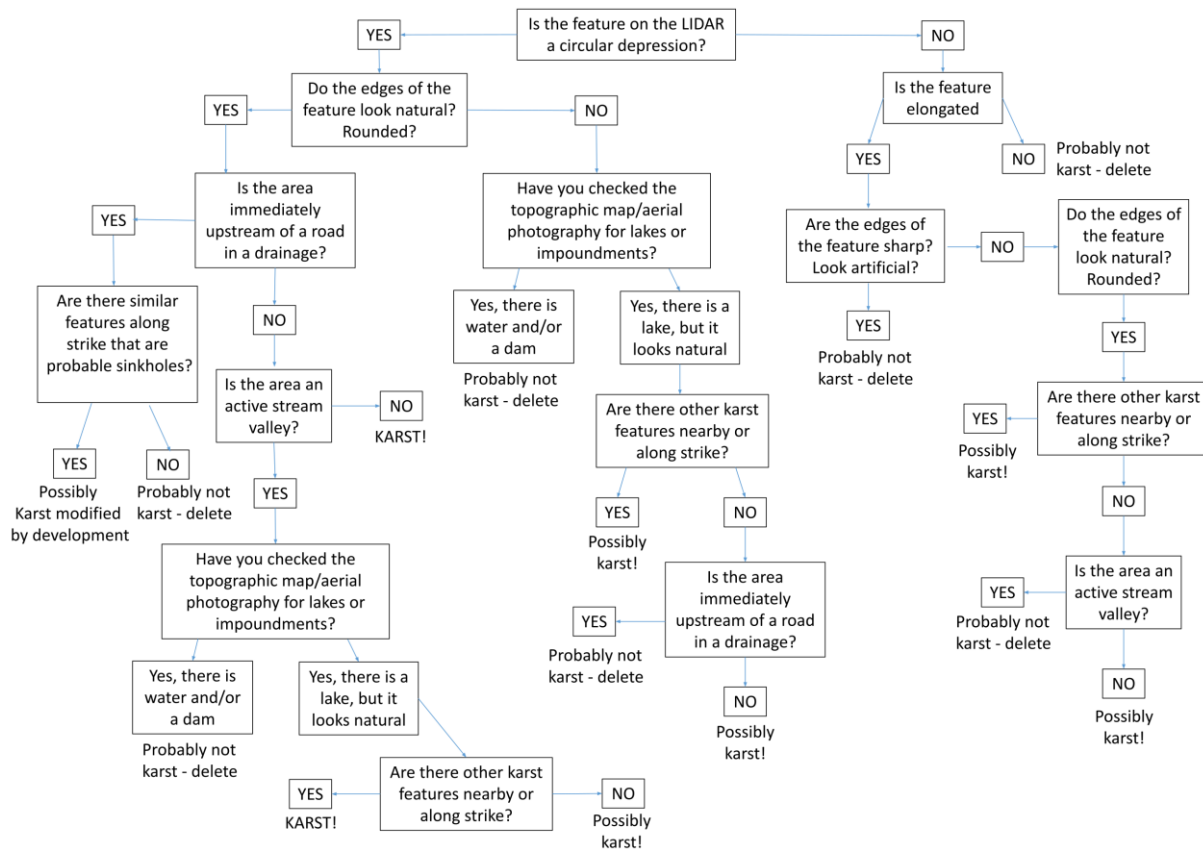 Is the feature on the LIDAR
a circular depression?
YES
NO
Do the edges of the
feature look natural?
Rounded?
YES
NO
Is the feature
elongated
YES
NO
Probably not
karst - delete
Is the area
immediately
upstream of a road
in a drainage?
YES
NO
Have you checked the
topographic map/aerial
photography for lakes or
impoundments?
Are the edges of
the feature sharp?
Look artificial?
NO
YES
Probably not
karst - delete
Do the edges of
the feature
look natural?
Rounded?
YES
Are there similar
features along
strike that are
probable sinkholes?
YES
Possibly
Karst modified
by development
NO
Probably not
karst - delete
Is the area an
active stream
valley?
NO
KARST!
YES
Yes, there is
water and/or
a dam
Probably not
karst - delete
Yes, there is a
lake, but it
looks natural
Are there other karst
features nearby or
along strike?
YES
Possibly
karst!
NO
Are there other karst
features nearby or
along strike?
YES
Possibly
karst!
NO
Have you checked the
topographic map/aerial
photography for lakes or
impoundments?
Is the area
immediately
upstream of a road
in a drainage?
YES
Probably not
karst - delete
NO
Possibly
karst!
Is the area an
active stream
valley?
YES
Probably not
karst - delete
NO
Possibly
karst!
Yes, there is
water and/or
a dam
Probably not
karst - delete
Yes, there is a
lake, but it
looks natural
Are there other karst
features nearby or
along strike?
YES
KARST!
NO
Possibly
karst!